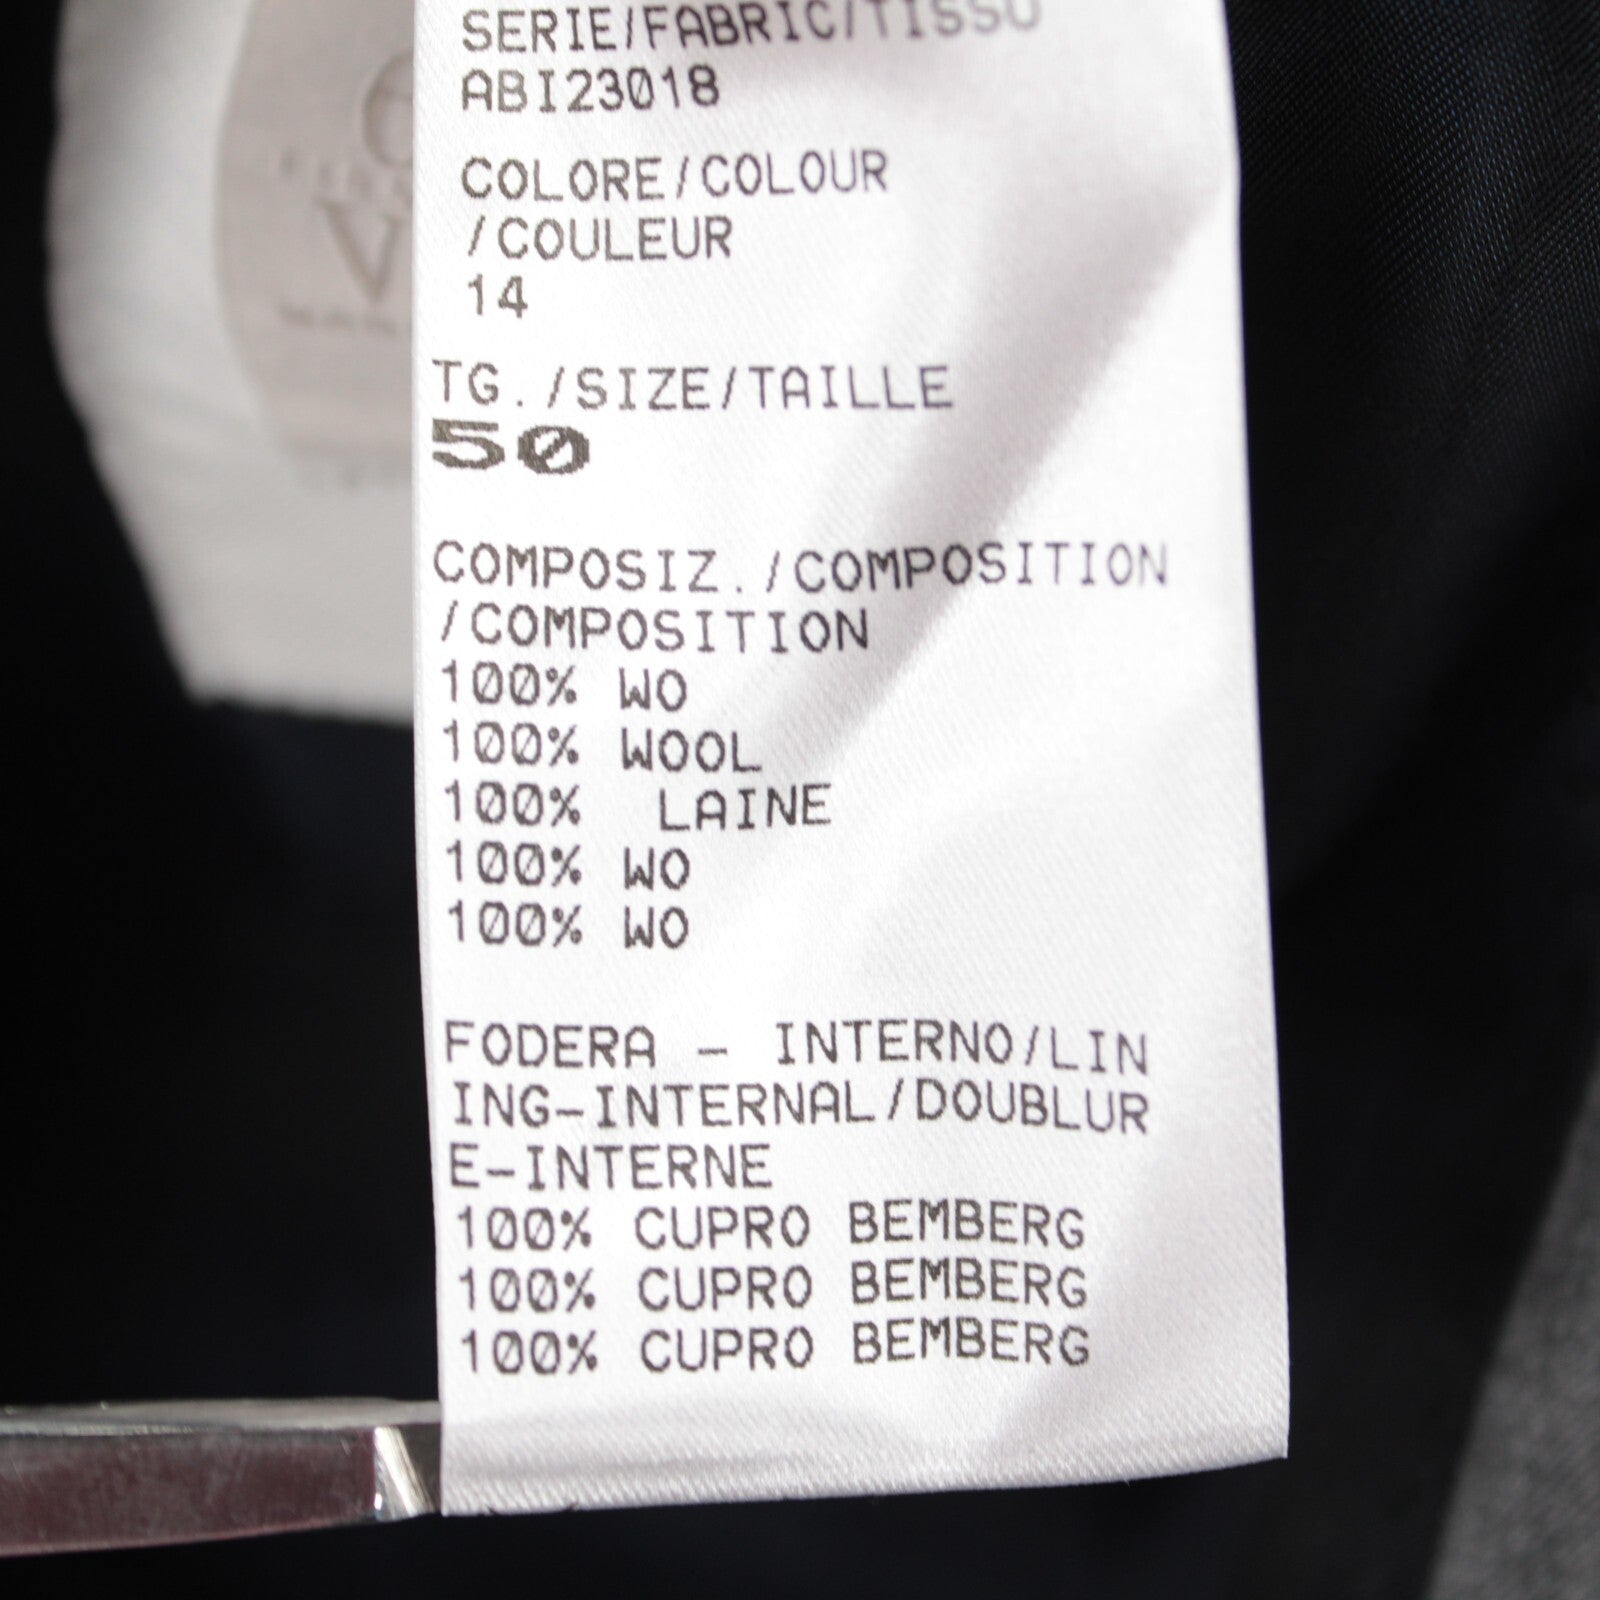 SERIE/FABRIC/TISSU
ABI23018
COLORE/COLOUR
/COULEUR
14
TG./SIZE/TAILLE
50
COMPOSIZ./COMPOSITION
/COMPOSITION
100% WO
100% WOOL
100% LAINE
100% WO
100% WO
FODERA - INTERNO/LIN
ING-INTERNAL/DOUBLUR
E-INTERNE
100% CUPRO BEMBERG
100% CUPRO BEMBERG
100% CUPRO BEMBERG